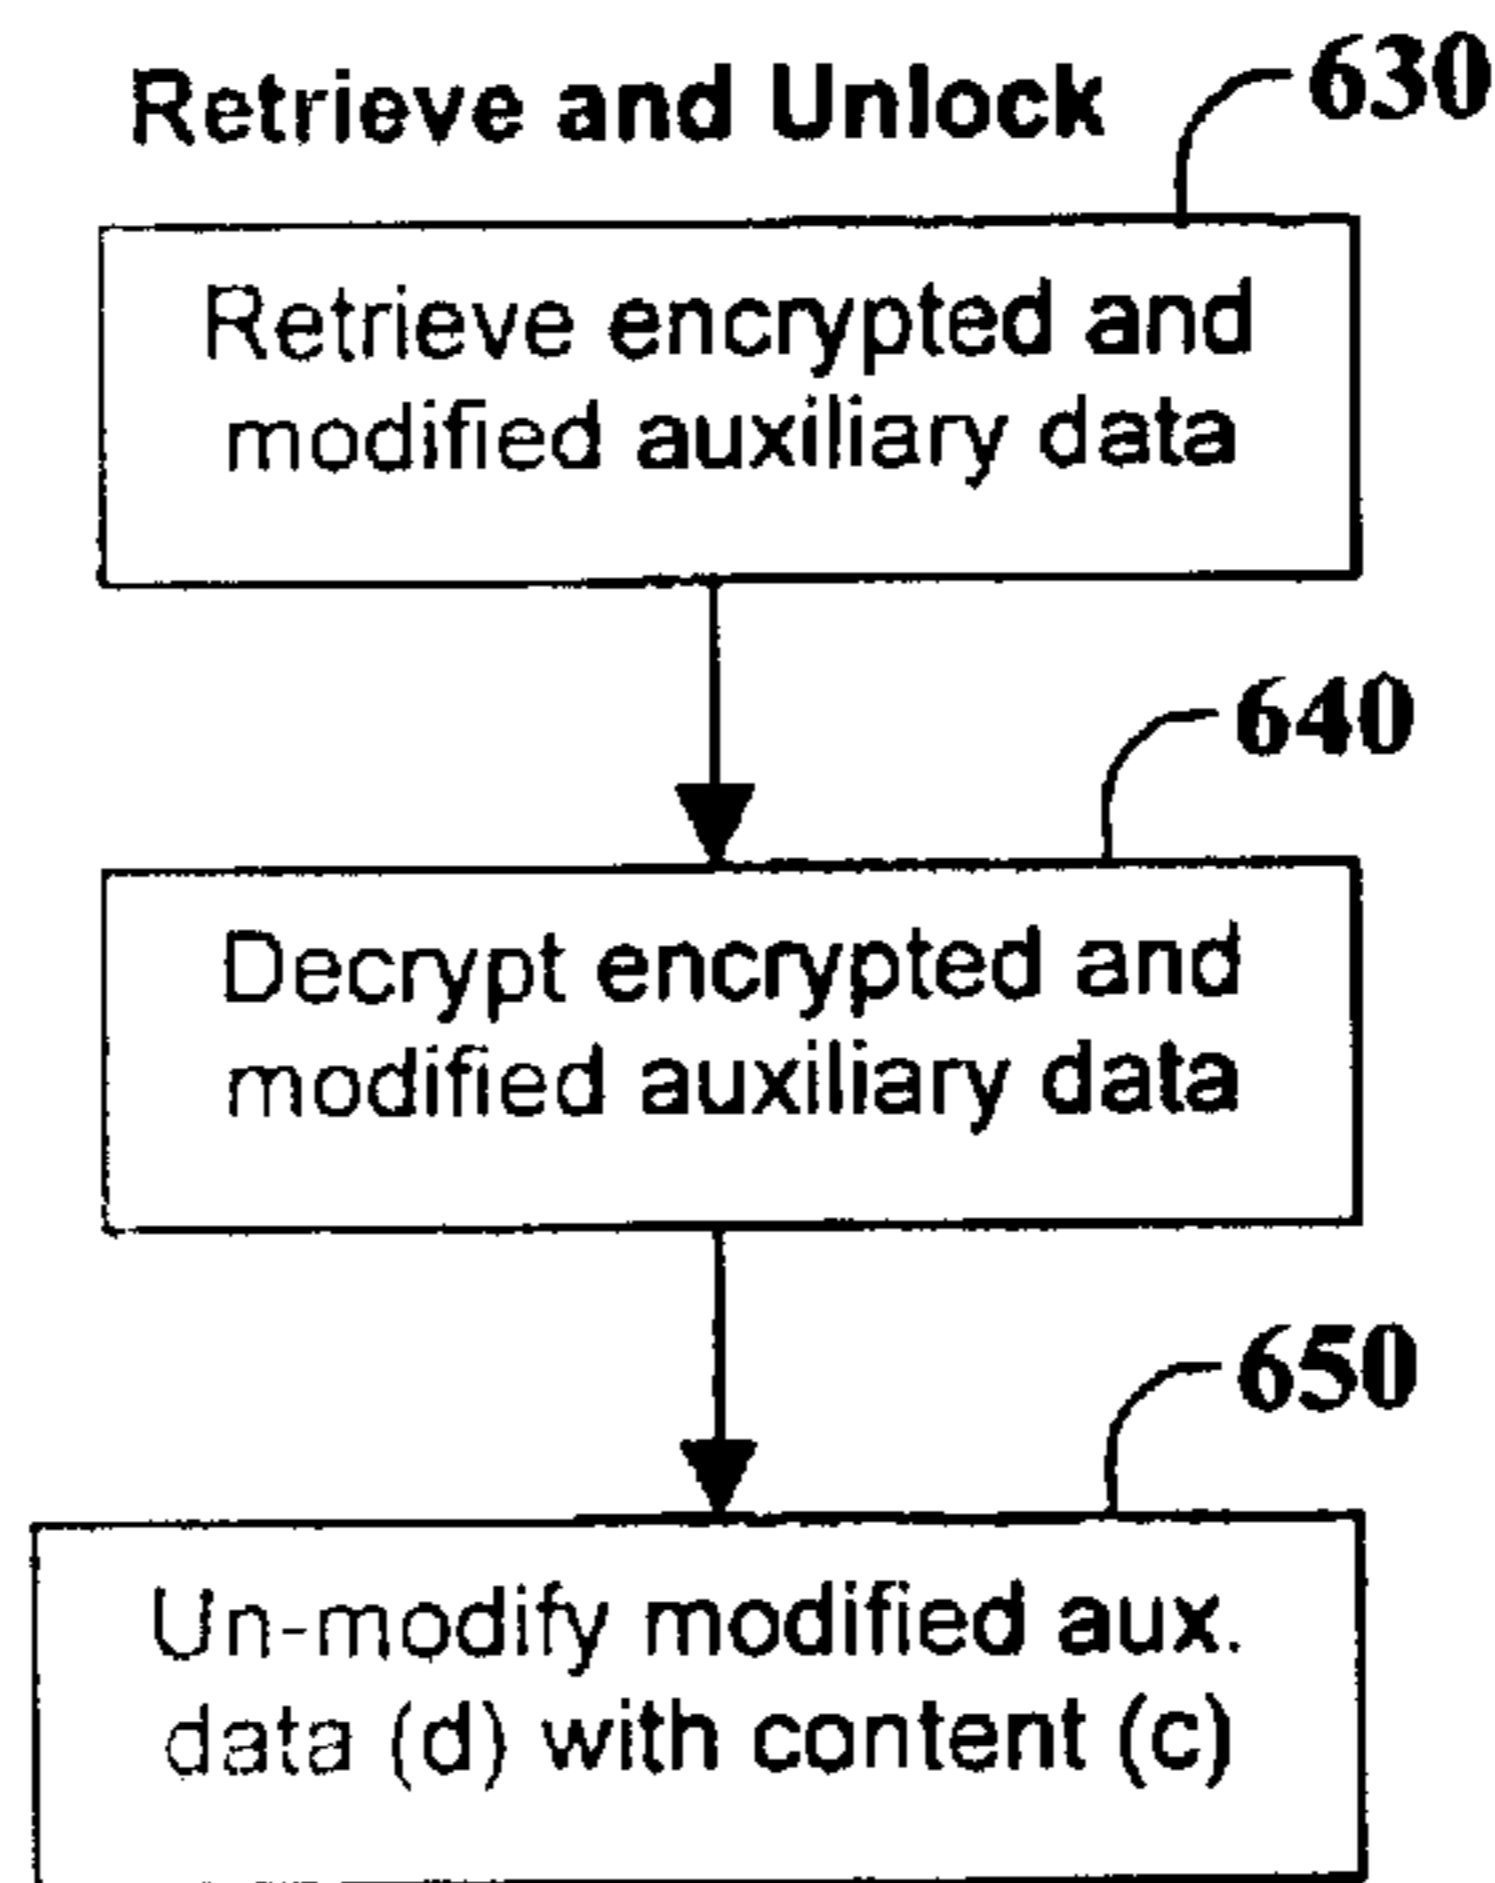 Retrieve and Unlock
630
Retrieve encrypted and
modified auxiliary data
640
Decrypt encrypted and
modified auxiliary data
650
Un-modify modified aux.
data (d) with content (c)